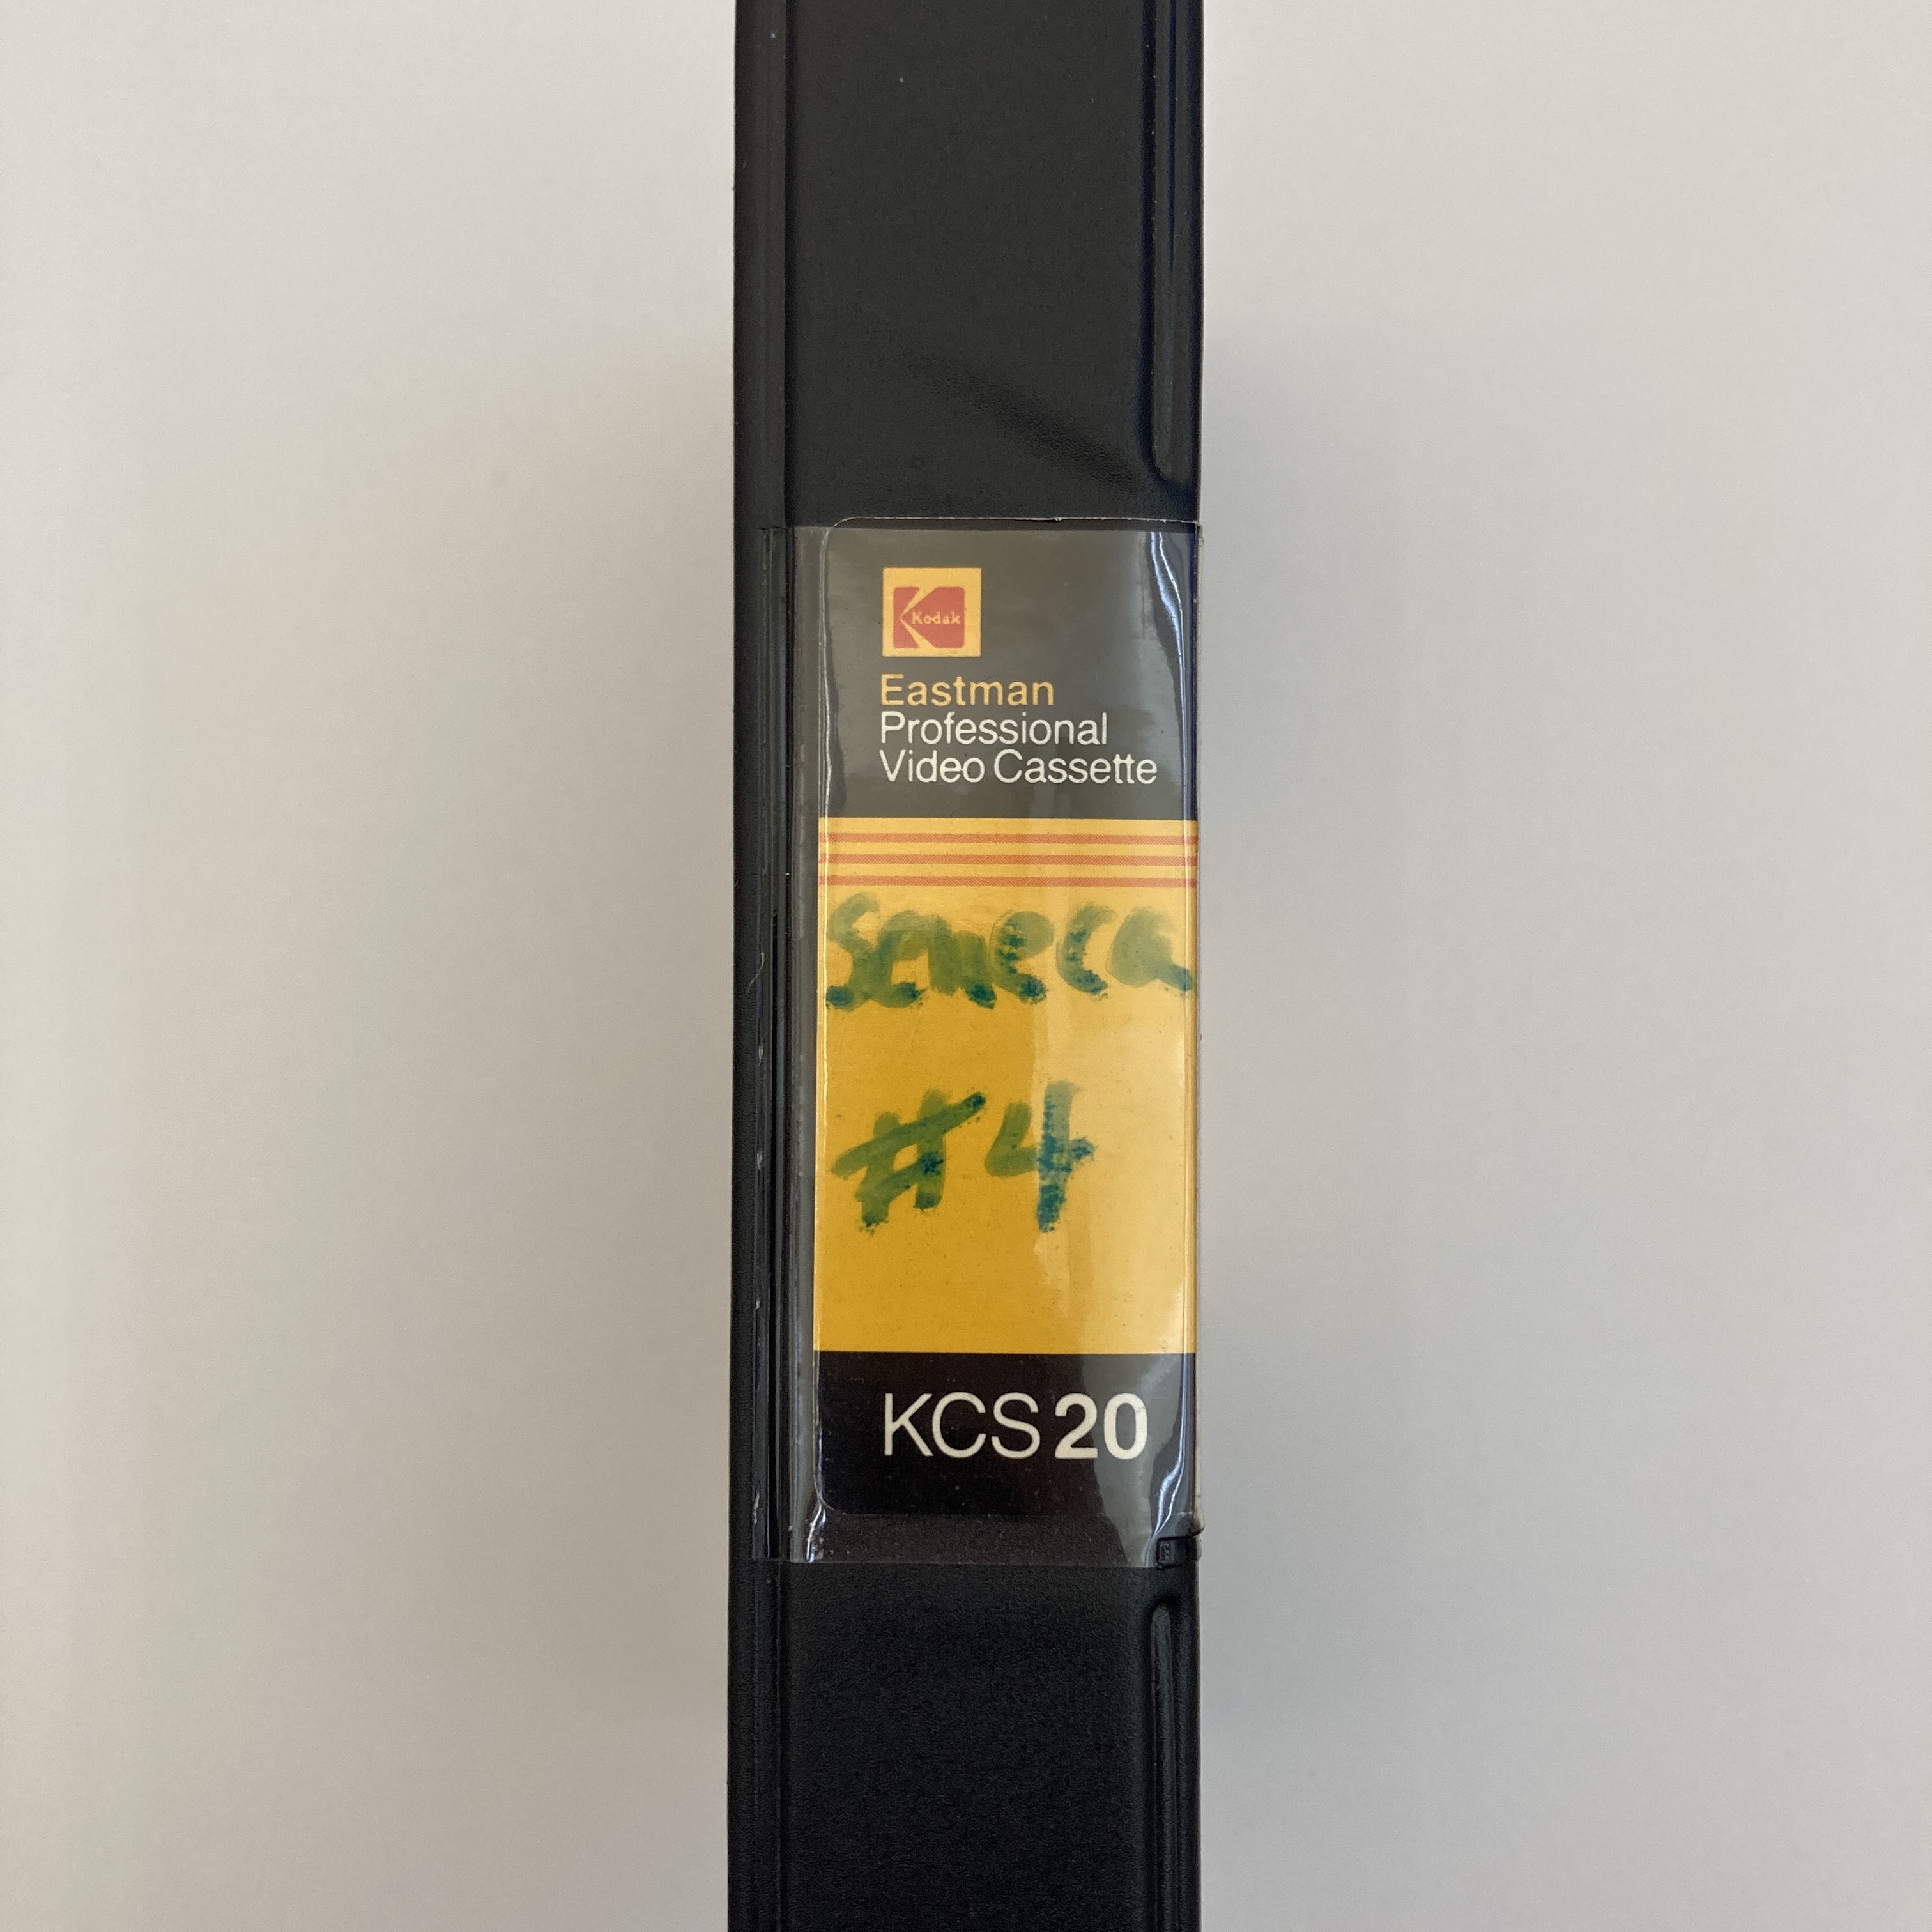 Kodak
Eastman
Professional
Video Cassette
Seneca
#4
KCS 20